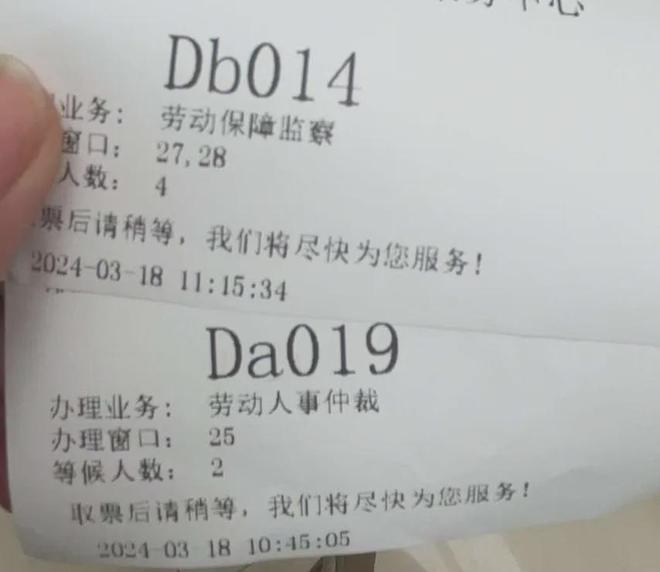 心
Db014
业务： 劳动保障监察
窗口： 27,28
人数： 4
票后请稍等，我们将尽快为您服务！
2024-03-18 11:15:34
Da019
办理业务： 劳动人事仲裁
办理窗口： 25
等候人数： 2
取票后请稍等，我们将尽快为您服务！
2024-03-18 10:45:05